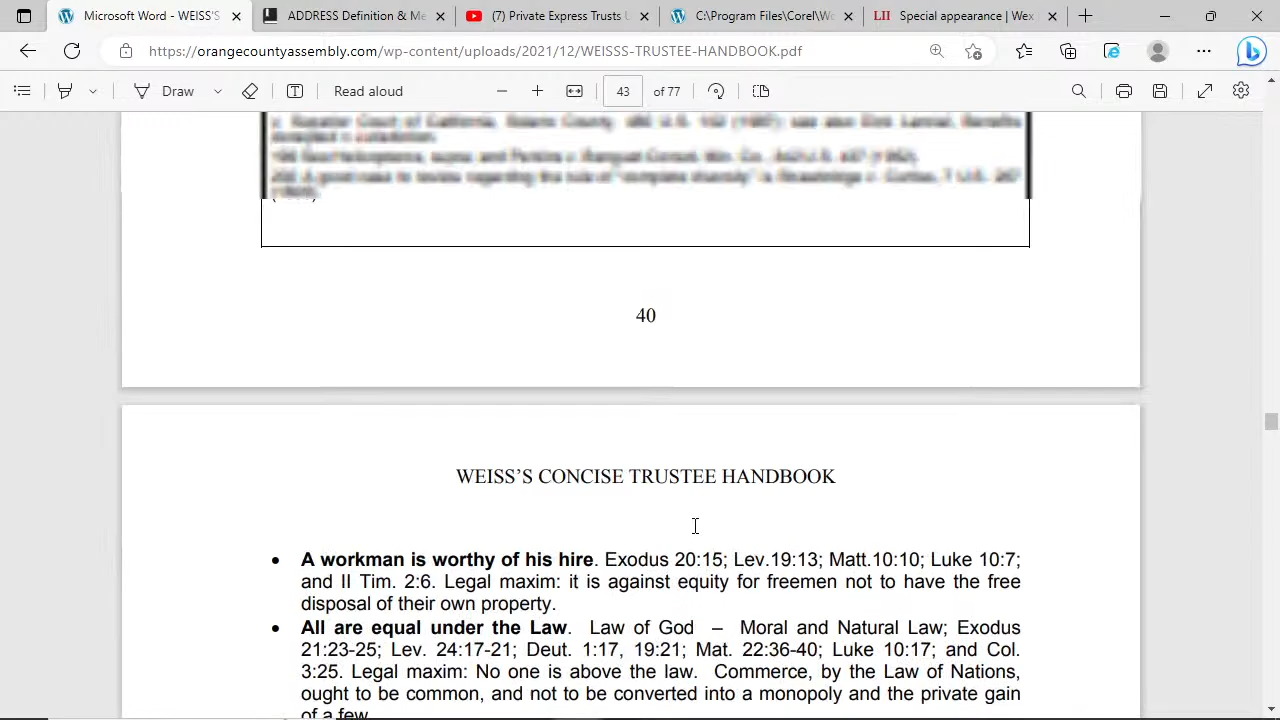 Microsoft Word - WEISS'S
ADDRESS Definition & Me
(7) Private Express Trust:
C:\Program Files\Corel\Wo
LII Special appearance | Wex
https://orangecountyassembly.com/wp-content/uploads/2021/12/WEISSS-TRUSTEE-HANDBOOK.pdf
Draw
Read aloud
43 of 77
40
WEISS'S CONCISE TRUSTEE HANDBOOK
• A workman is worthy of his hire. Exodus 20:15; Lev.19:13; Matt.10:10; Luke 10:7;
and II Tim. 2:6. Legal maxim: it is against equity for freemen not to have the free
disposal of their own property.
• All are equal under the Law. Law of God – Moral and Natural Law; Exodus
21:23-25; Lev. 24:17-21; Deut. 1:17, 19:21; Mat. 22:36-40; Luke 10:17; and Col.
3:25. Legal maxim: No one is above the law. Commerce, by the Law of Nations,
ought to be common, and not to be converted into a monopoly and the private gain
of a few.